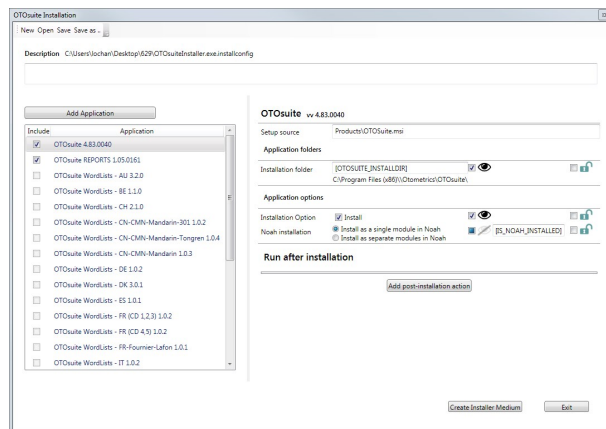 OTOsuite Installation
New Open Save Save as
Description C:\Users\lochan\Desktop\629\OTOsuiteInstaller.exe.installconfig
Add Application
Include Application
OTOsuite 4.83.0040
OTOsuite REPORTS 1.05.0161
OTOsuite WordLists - AU 3.2.0
OTOsuite WordLists - BE 1.1.0
OTOsuite WordLists - CH 2.1.0
OTOsuite WordLists - CN-CMN-Mandarin-301 1.0.2
OTOsuite WordLists - CN-CMN-Mandarin-Tongren 1.0.4
OTOsuite WordLists - CN-CMN-Mandarin 1.0.3
OTOsuite WordLists - DE 1.0.2
OTOsuite WordLists - DK 3.0.1
OTOsuite WordLists - ES 1.0.1
OTOsuite WordLists - FR (CD 1,2,3) 1.0.2
OTOsuite WordLists - FR (CD 4,5) 1.0.2
OTOsuite WordLists - FR-Fournier-Lafon 1.0.1
OTOsuite WordLists - IT 1.0.2
OTOsuite vv 4.83.0040
Setup source Products\OTOSuite.msi
Application folders
Installation folder [OTOSUITE_INSTALLDIR]
C:\Program Files (x86)\\Otometrics\OTOsuite\
Application options
Installation Option Install
Noah installation Install as a single module in Noah [IS_NOAH_INSTALLED]
Install as separate modules in Noah
Run after installation
Add post-installation action
Create Installer Medium Exit